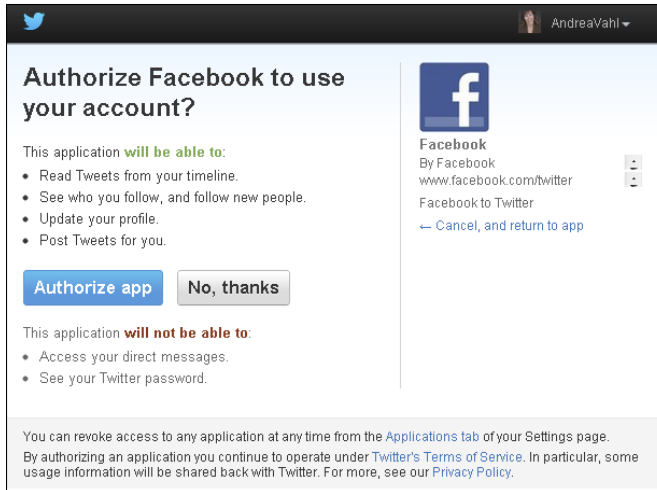 AndreaVahl
Authorize Facebook to use
your account?
This application will be able to:
Read Tweets from your timeline.
See who you follow, and follow new people.
Update your profile.
Post Tweets for you.
Authorize app
No, thanks
This application will not be able to:
Access your direct messages.
See your Twitter password.
f
Facebook
By Facebook
www.facebook.com/twitter
Facebook to Twitter
← Cancel, and return to app
You can revoke access to any application at any time from the Applications tab of your Settings page.
By authorizing an application you continue to operate under Twitter's Terms of Service. In particular, some
usage information will be shared back with Twitter. For more, see our Privacy Policy.